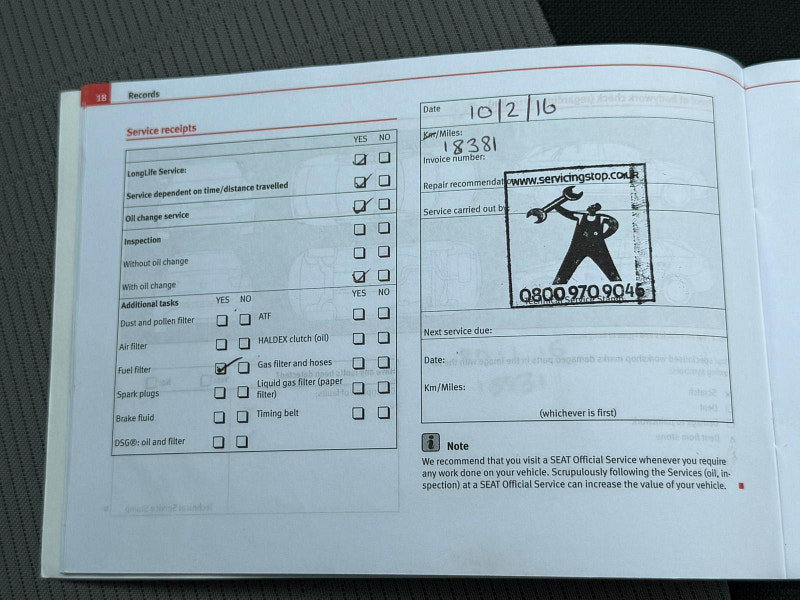 18 Records
Service receipts
YES NO
LongLife Service:
Service dependent on time/distance travelled
Oil change service
Inspection
Without oil change
With oil change
Additional tasks YES NO YES NO
Dust and pollen filter ATF
Air filter HALDEX clutch (oil)
Fuel filter Gas filter and hoses
Spark plugs Liquid gas filter (paper
filter)
Brake fluid Timing belt
DSG®: oil and filter
Date 10/2/16
Km/Miles:
18381
Invoice number:
Repair recommendatio
Service carried out by
www.servicingstop.co.uk
0800 970 9046
Technical Service Stamp
Next service due:
Date:
Km/Miles:
(whichever is first)
i Note
We recommend that you visit a SEAT Official Service whenever you require
any work done on your vehicle. Scrupulously following the Services (oil, in-
spection) at a SEAT Official Service can increase the value of your vehicle.